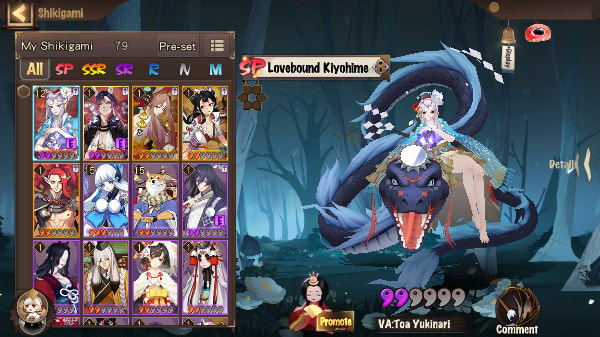 Shikigami
My Shikigami 79 Pre-set
All SP SSR SR R N M
SP Lovebound Kiyohime
Display
Detail
Promote
VA:Toa Yukinari
Comment